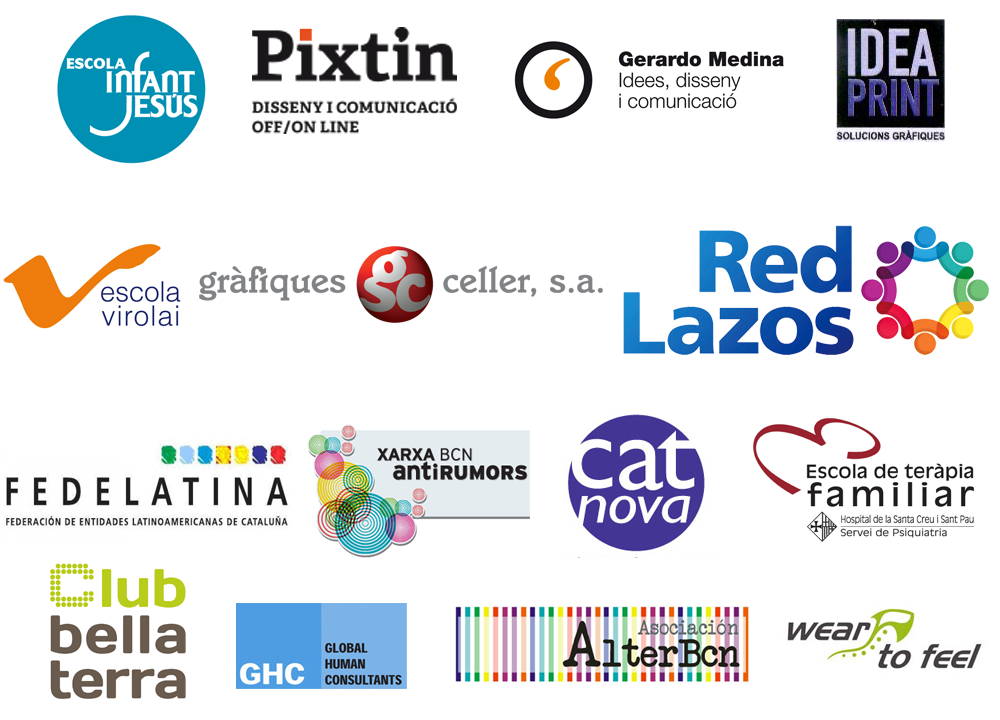 ESCOLA
infant
JESÚS
Pixtin
DISSENY I COMUNICACIÓ
OFF/ON LINE
Gerardo Medina
Idees, disseny
i comunicació
IDEA
PRINT
SOLUCIONS GRÀFIQUES
escola
virolai
gràfiques gsc celler, s.a.
Red
Lazos
FEDELATINA
FEDERACIÓN DE ENTIDADES LATINOAMERICANAS DE CATALUÑA
XARXA BCN
antiRUMORS
cat
nova
Escola de teràpia
familiar
Hospital de la Santa Creu i Sant Pau
Servei de Psiquiatria
Club
bella
terra
GHC
GLOBAL
HUMAN
CONSULTANTS
Asociación
AlterBcn
wear
to feel